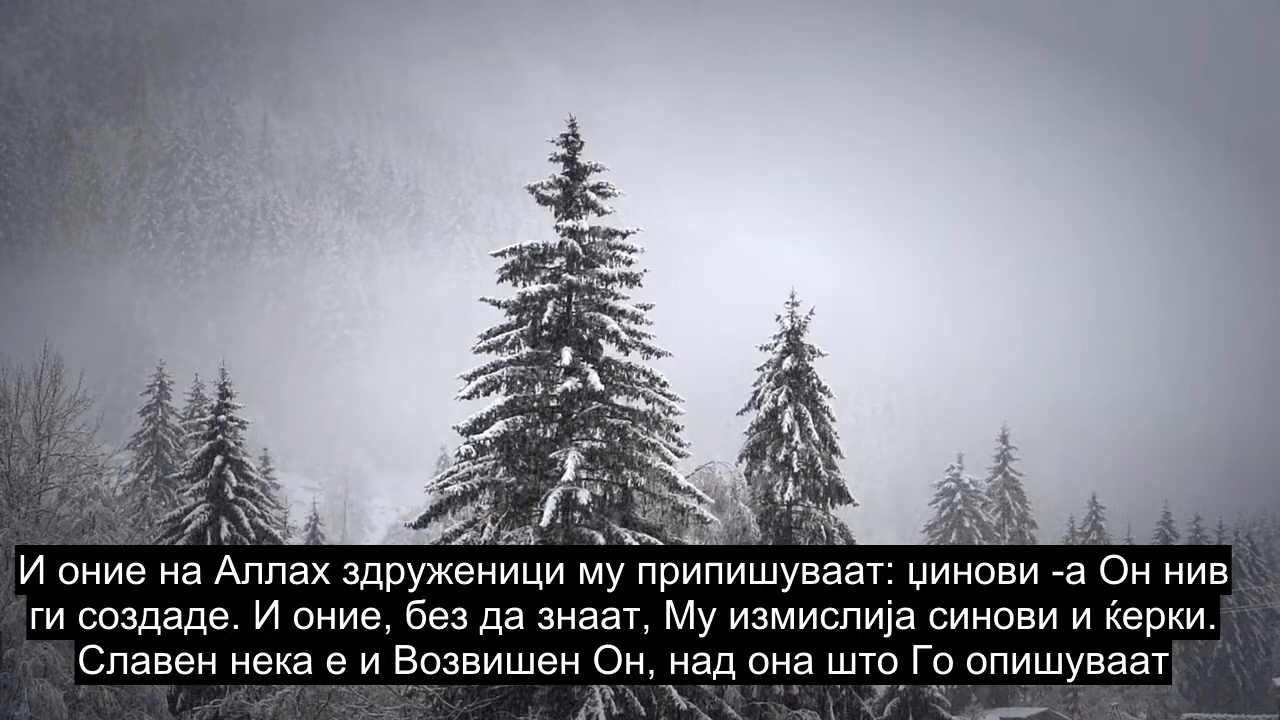 И оние на Аллах здруженици му припишуваат: џинови -а Он нив
ги создаде. И оние, без да знаат, Му измислија синови и ќерки.
Славен нека е и Возвишен Он, над она што Го опишуваат